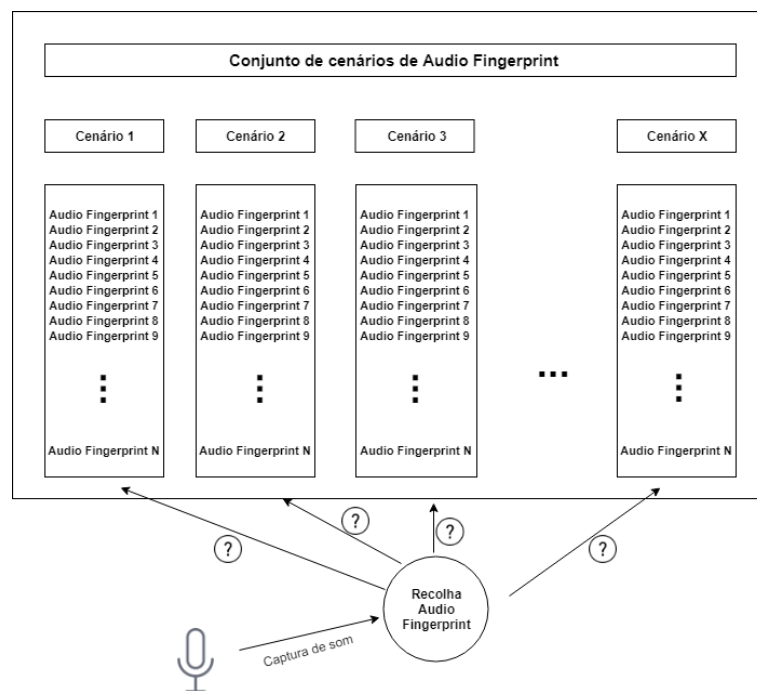 Conjunto de cenários de Audio Fingerprint
Cenário 1
Cenário 2
Cenário 3
Cenário X
Audio Fingerprint 1
Audio Fingerprint 2
Audio Fingerprint 3
Audio Fingerprint 4
Audio Fingerprint 5
Audio Fingerprint 6
Audio Fingerprint 7
Audio Fingerprint 8
Audio Fingerprint 9
Audio Fingerprint N
Audio Fingerprint 1
Audio Fingerprint 2
Audio Fingerprint 3
Audio Fingerprint 4
Audio Fingerprint 5
Audio Fingerprint 6
Audio Fingerprint 7
Audio Fingerprint 8
Audio Fingerprint 9
Audio Fingerprint N
Audio Fingerprint 1
Audio Fingerprint 2
Audio Fingerprint 3
Audio Fingerprint 4
Audio Fingerprint 5
Audio Fingerprint 6
Audio Fingerprint 7
Audio Fingerprint 8
Audio Fingerprint 9
Audio Fingerprint N
...
Audio Fingerprint 1
Audio Fingerprint 2
Audio Fingerprint 3
Audio Fingerprint 4
Audio Fingerprint 5
Audio Fingerprint 6
Audio Fingerprint 7
Audio Fingerprint 8
Audio Fingerprint 9
Audio Fingerprint N
?
?
?
?
Recolha
Audio
Fingerprint
Captura de som